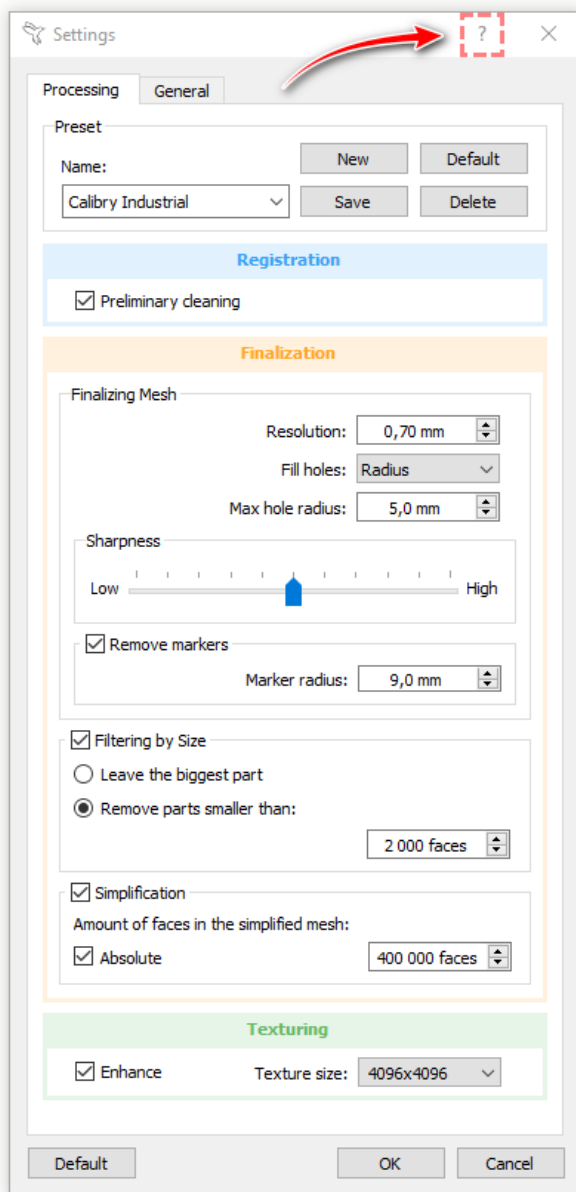 Settings ?
Processing General
Preset
Name:
New Default
Calibry Industrial
Save Delete
Registration
Preliminary cleaning
Finalization
Finalizing Mesh
Resolution: 0,70 mm
Fill holes: Radius
Max hole radius: 5,0 mm
Sharpness
Low High
Remove markers
Marker radius: 9,0 mm
Filtering by Size
Leave the biggest part
Remove parts smaller than:
2 000 faces
Simplification
Amount of faces in the simplified mesh:
Absolute 400 000 faces
Texturing
Enhance Texture size: 4096x4096
Default OK Cancel